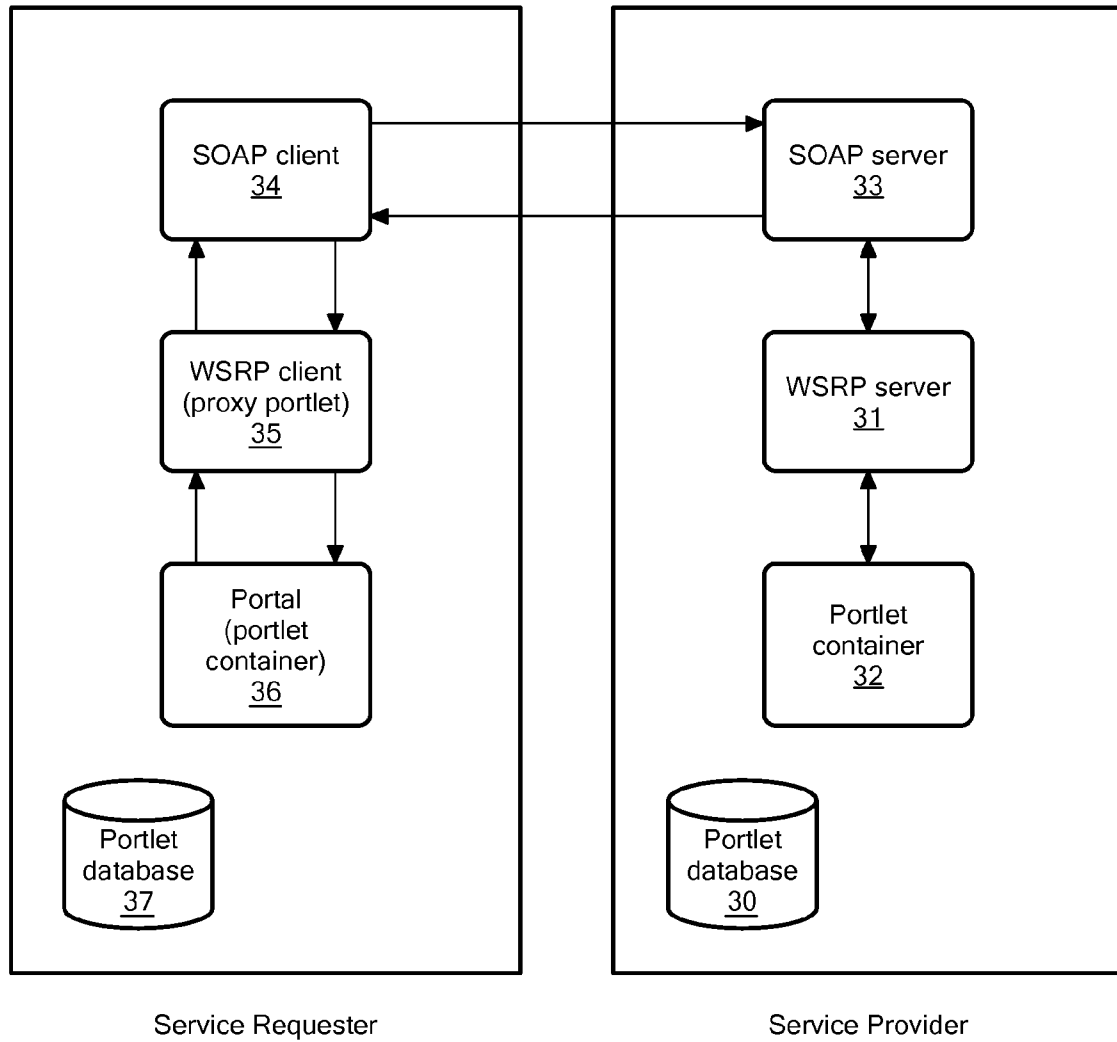 SOAP client
34
SOAP server
33
WSRP client
(proxy portlet)
35
WSRP server
31
Portal
(portlet
container)
36
Portlet
container
32
Portlet
database
37
Portlet
database
30
Service Requester
Service Provider